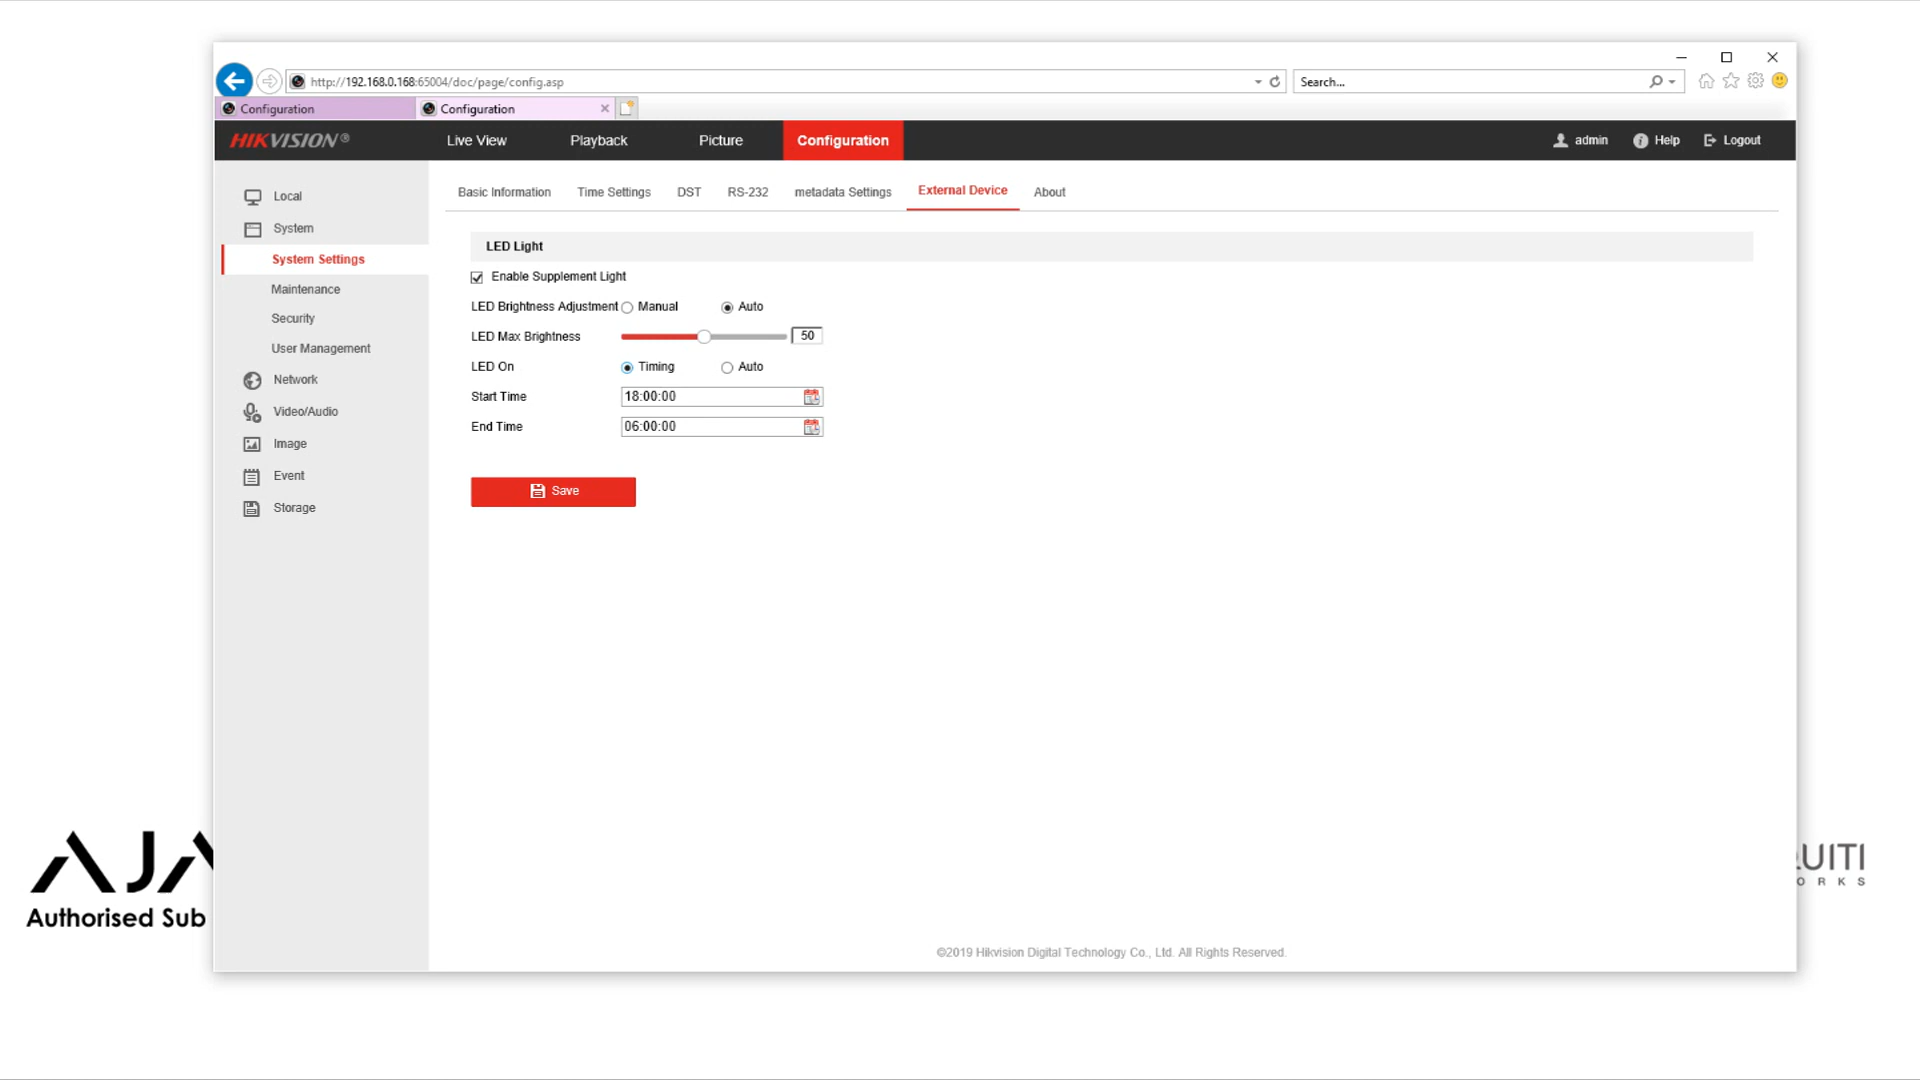 http://192.168.0.168:65004/doc/page/config.asp
Search...
Configuration
Configuration
HIKVISION®
Live View
Playback
Picture
Configuration
admin
Help
Logout
Local
System
System Settings
Maintenance
Security
User Management
Network
Video/Audio
Image
Event
Storage
Basic Information
Time Settings
DST
RS-232
metadata Settings
External Device
About
LED Light
Enable Supplement Light
LED Brightness Adjustment Manual Auto
LED Max Brightness 50
LED On Timing Auto
Start Time 18:00:00
End Time 06:00:00
Save
©2019 Hikvision Digital Technology Co., Ltd. All Rights Reserved.
AJA
Authorised Sub
UITI
ORKS